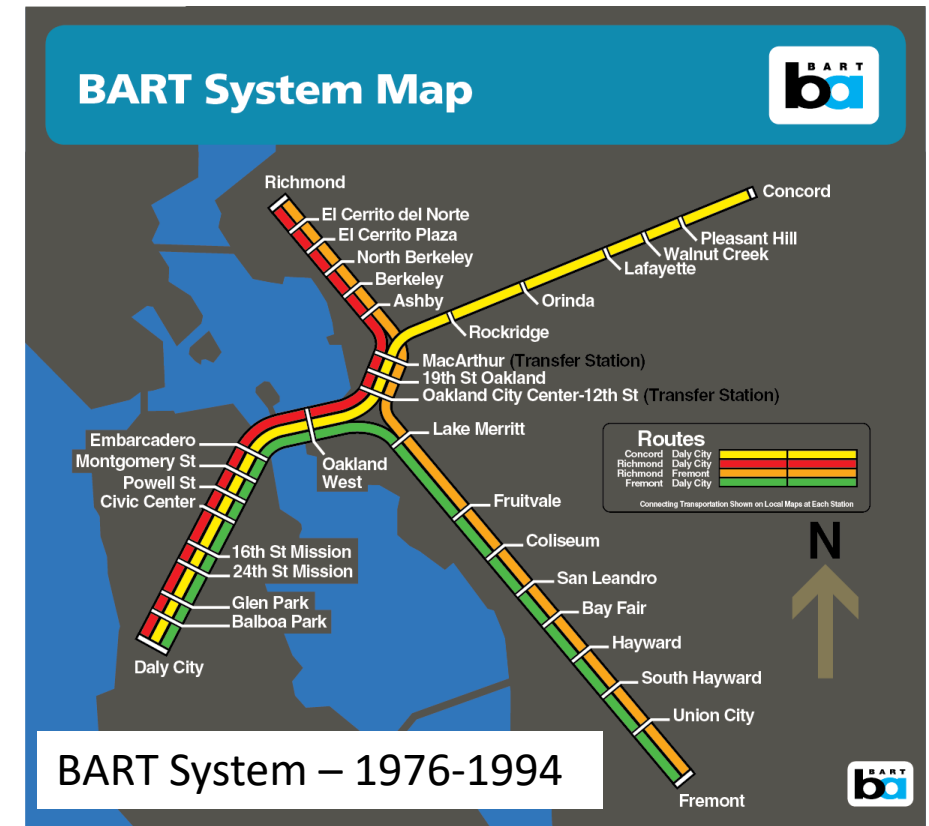 BART System Map
BART
ba
Richmond
Concord
El Cerrito del Norte
El Cerrito Plaza
Pleasant Hill
North Berkeley
Walnut Creek
Lafayette
Berkeley
Ashby
Orinda
Rockridge
MacArthur (Transfer Station)
19th St Oakland
Oakland City Center-12th St (Transfer Station)
Lake Merritt
Embarcadero
Montgomery St
Powell St
Civic Center
Oakland
West
Routes
Concord Daly City
Richmond Daly City
Richmond Fremont
Fremont Daly City
Connecting Transportation Shown on Local Maps at Each Station
Fruitvale
N
Coliseum
16th St Mission
24th St Mission
San Leandro
Glen Park
Balboa Park
Bay Fair
Hayward
Daly City
South Hayward
Union City
BART System – 1976-1994
Fremont
BART
ba